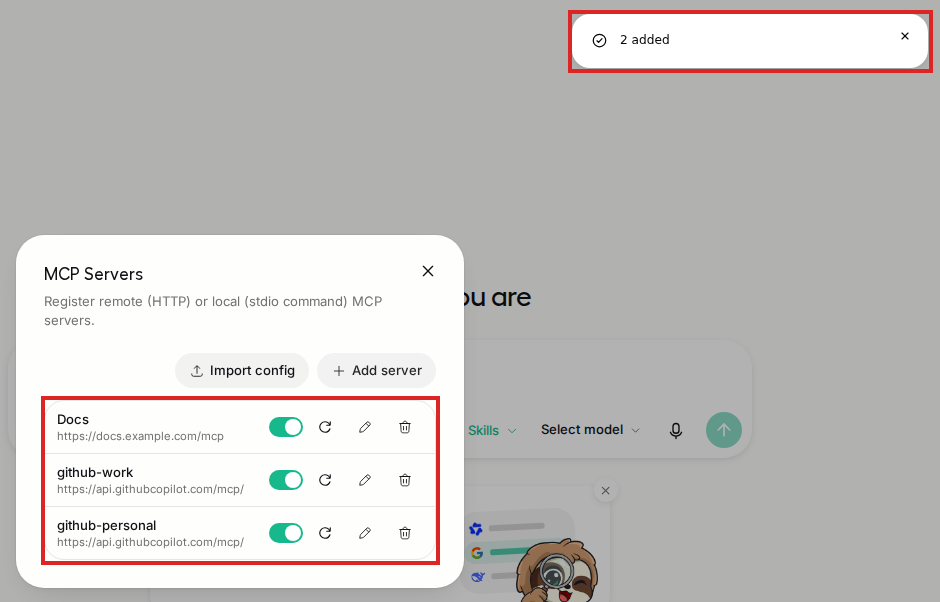 2 added
MCP Servers
Register remote (HTTP) or local (stdio command) MCP
servers.
ou are
Import config
Add server
Docs
https://docs.example.com/mcp
github-work
https://api.githubcopilot.com/mcp/
github-personal
https://api.githubcopilot.com/mcp/
Skills
Select model